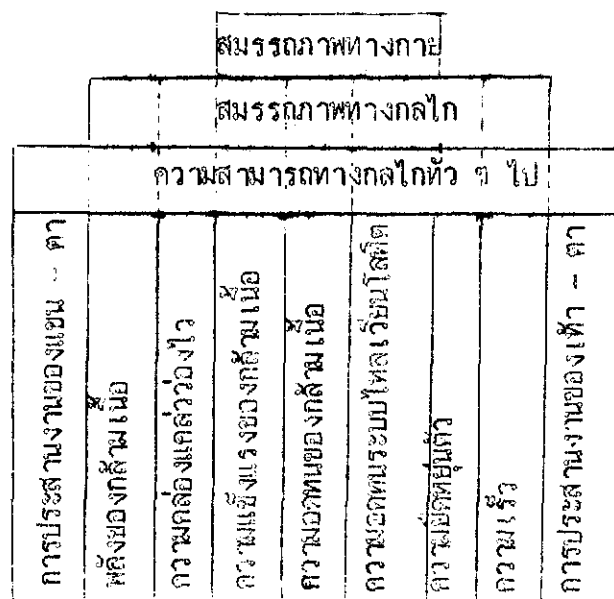 สมรรถภาพทางกาย
สมรรถภาพทางกลไก
ความสามารถทางกลไกทั่ว ๆ ไป
การประสานงานของแขน - ตา
พลังของกล้ามเนื้อ
ความคล่องแคล่วว่องไว
ความแข็งแรงของกล้ามเนื้อ
ความอดทนของกล้ามเนื้อ
ความอดทนระบบไหลเวียนโลหิต
ความยืดหยุ่นตัว
ความเร็ว
การประสานงานของเท้า - ตา